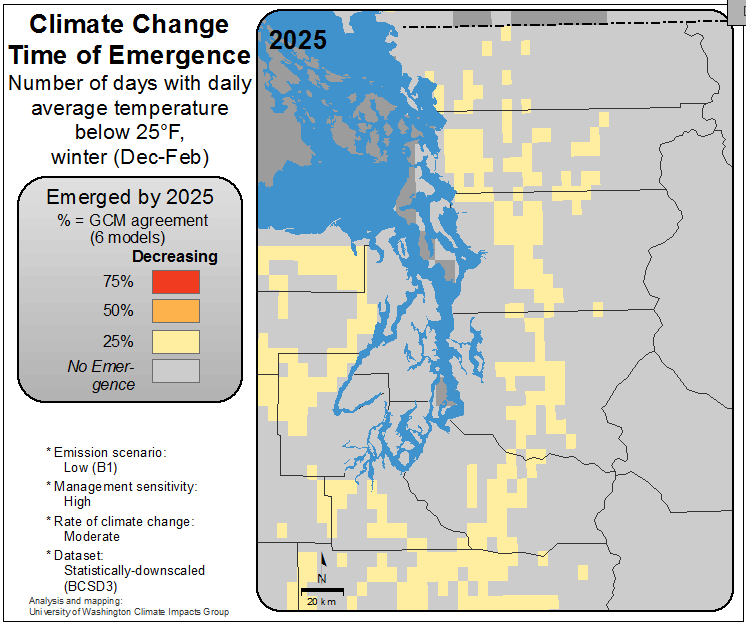 Climate Change
Time of Emergence
Number of days with daily
average temperature
below 25°F,
winter (Dec-Feb)
Emerged by 2025
% = GCM agreement
(6 models)
Decreasing
75%
50%
25%
No Emer-
gence
* Emission scenario:
Low (B1)
* Management sensitivity:
High
* Rate of climate change:
Moderate
* Dataset:
Statistically-downscaled
(BCSD3)
Analysis and mapping:
University of Washington Climate Impacts Group
2025
N
20 km